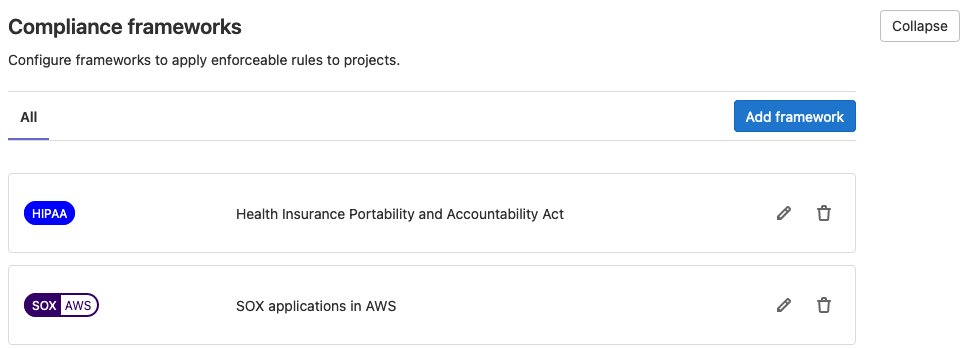 Compliance frameworks
Collapse
Configure frameworks to apply enforceable rules to projects.
All
Add framework
HIPAA
Health Insurance Portability and Accountability Act
SOX AWS
SOX applications in AWS